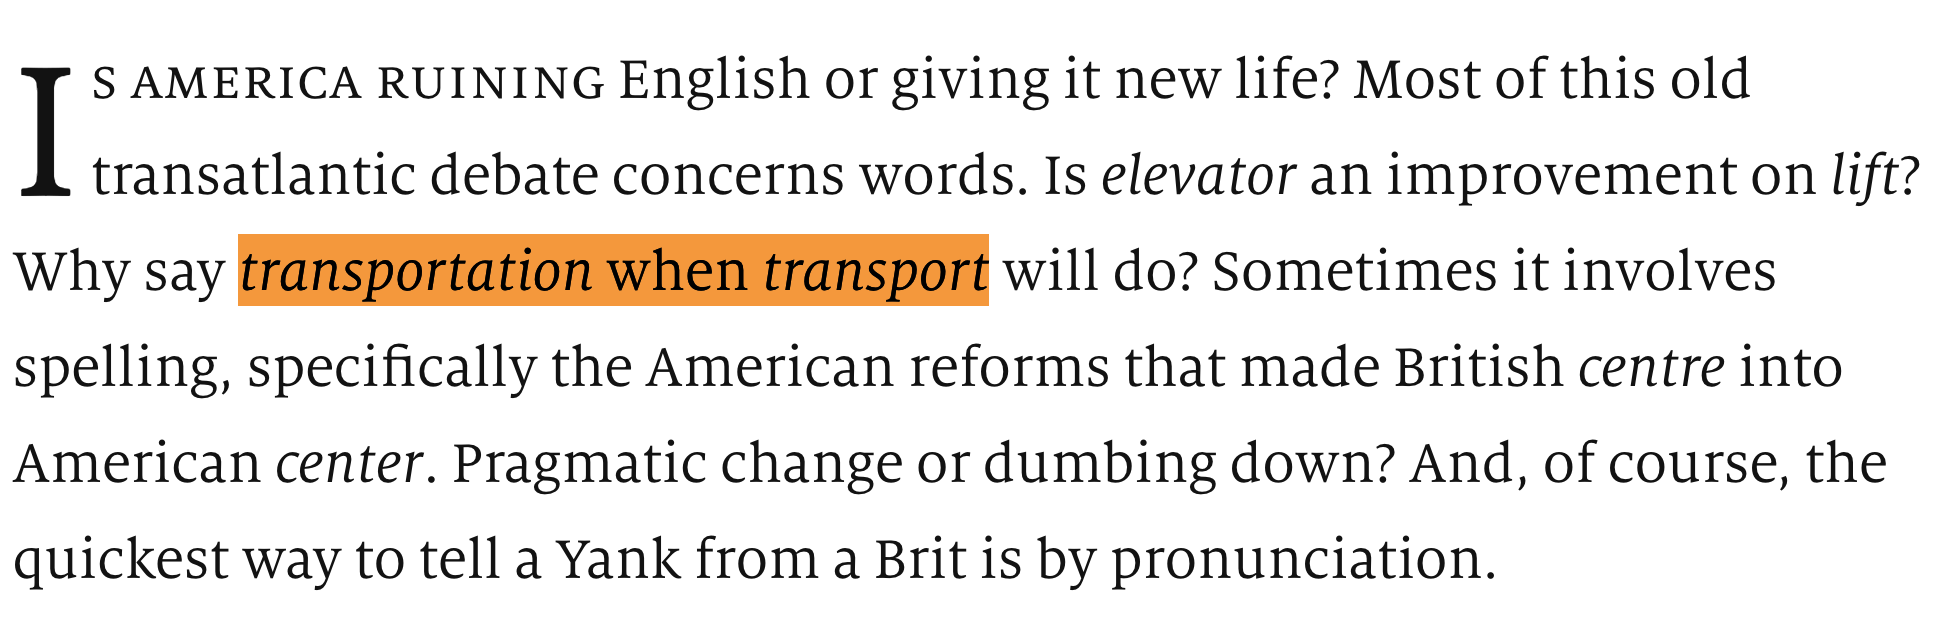 IS AMERICA RUINING English or giving it new life? Most of this old
transatlantic debate concerns words. Is elevator an improvement on lift?
Why say transportation when transport will do? Sometimes it involves
spelling, specifically the American reforms that made British centre into
American center. Pragmatic change or dumbing down? And, of course, the
quickest way to tell a Yank from a Brit is by pronunciation.